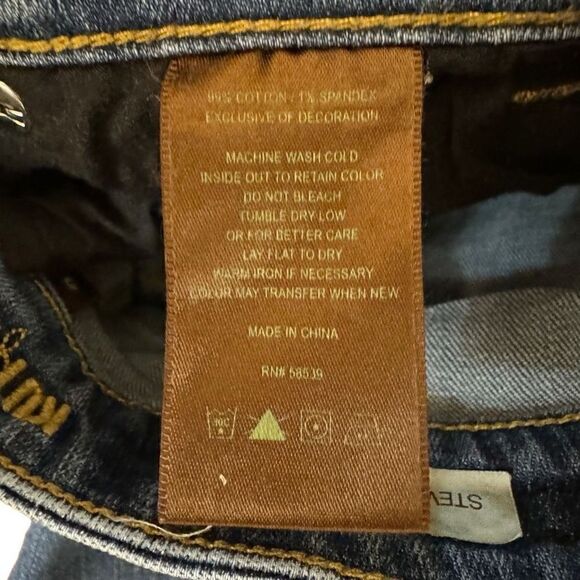 99% COTTON / 1% SPANDEX
EXCLUSIVE OF DECORATION
MACHINE WASH COLD
INSIDE OUT TO RETAIN COLOR
DO NOT BLEACH
TUMBLE DRY LOW
OR FOR BETTER CARE
LAY FLAT TO DRY
WARM IRON IF NECESSARY
COLOR MAY TRANSFER WHEN NEW
MADE IN CHINA
RN# 58539
30C
STEV